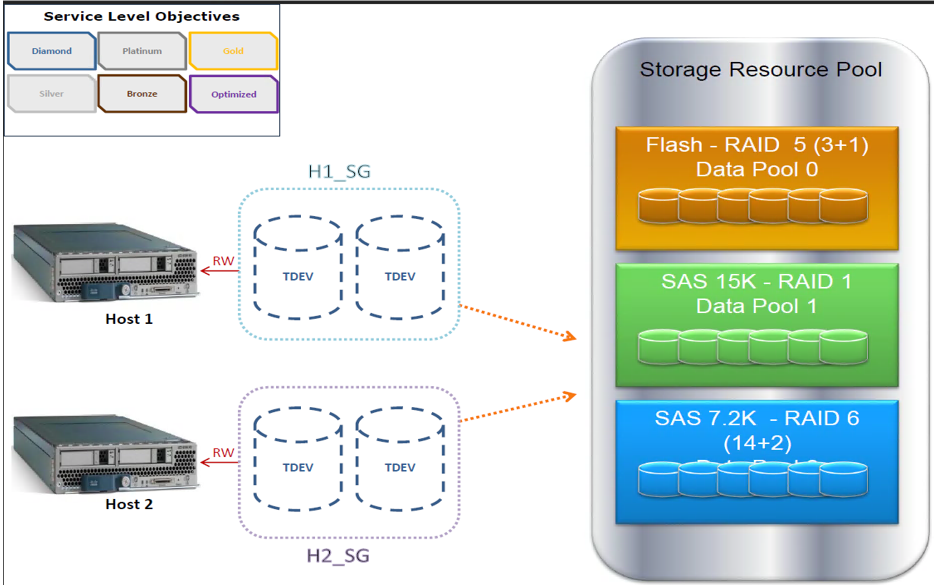 Service Level Objectives
Diamond
Platinum
Gold
Silver
Bronze
Optimized
Storage Resource Pool
Flash - RAID 5 (3+1)
Data Pool 0
SAS 15K - RAID 1
Data Pool 1
SAS 7.2K - RAID 6
(14+2)
H1_SG
TDEV
TDEV
RW
Host 1
TDEV
TDEV
RW
Host 2
H2_SG